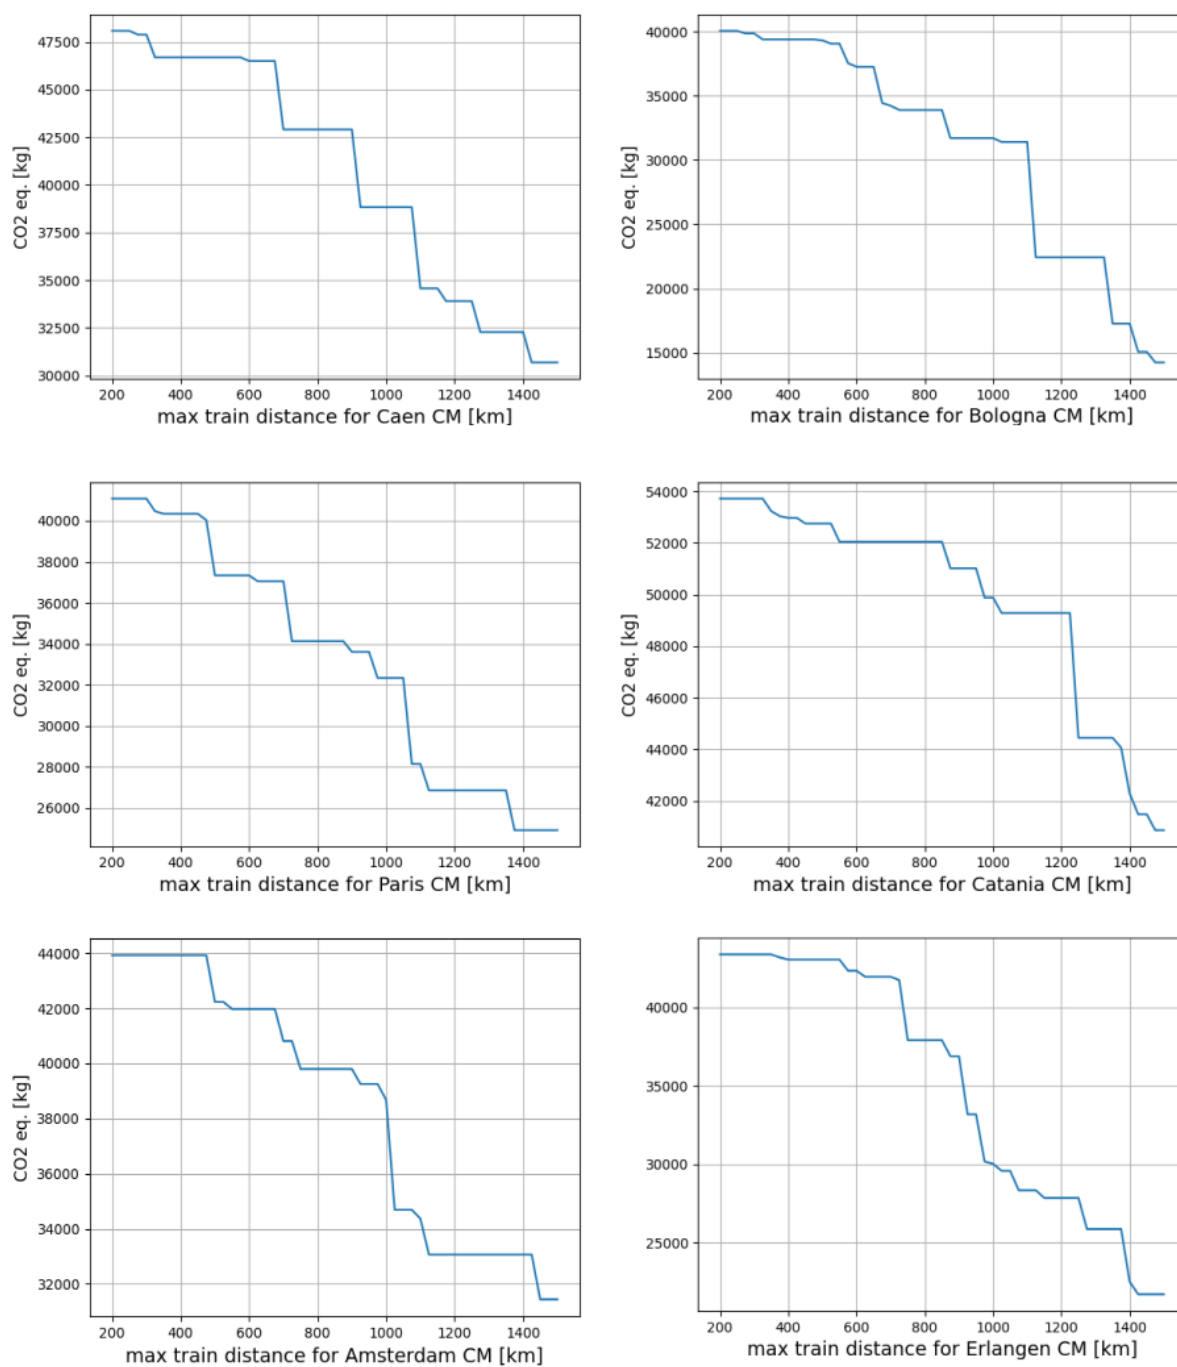 47500
45000
42500
40000
37500
35000
32500
30000
CO2 eq. [kg]
200 400 600 800 1000 1200 1400
max train distance for Caen CM [km]
40000
35000
30000
25000
20000
15000
CO2 eq. [kg]
200 400 600 800 1000 1200 1400
max train distance for Bologna CM [km]
40000
38000
36000
34000
32000
30000
28000
26000
CO2 eq. [kg]
200 400 600 800 1000 1200 1400
max train distance for Paris CM [km]
54000
52000
50000
48000
46000
44000
42000
CO2 eq. [kg]
200 400 600 800 1000 1200 1400
max train distance for Catania CM [km]
44000
42000
40000
38000
36000
34000
32000
CO2 eq. [kg]
200 400 600 800 1000 1200 1400
max train distance for Amsterdam CM [km]
40000
35000
30000
25000
200 400 600 800 1000 1200 1400
max train distance for Erlangen CM [km]